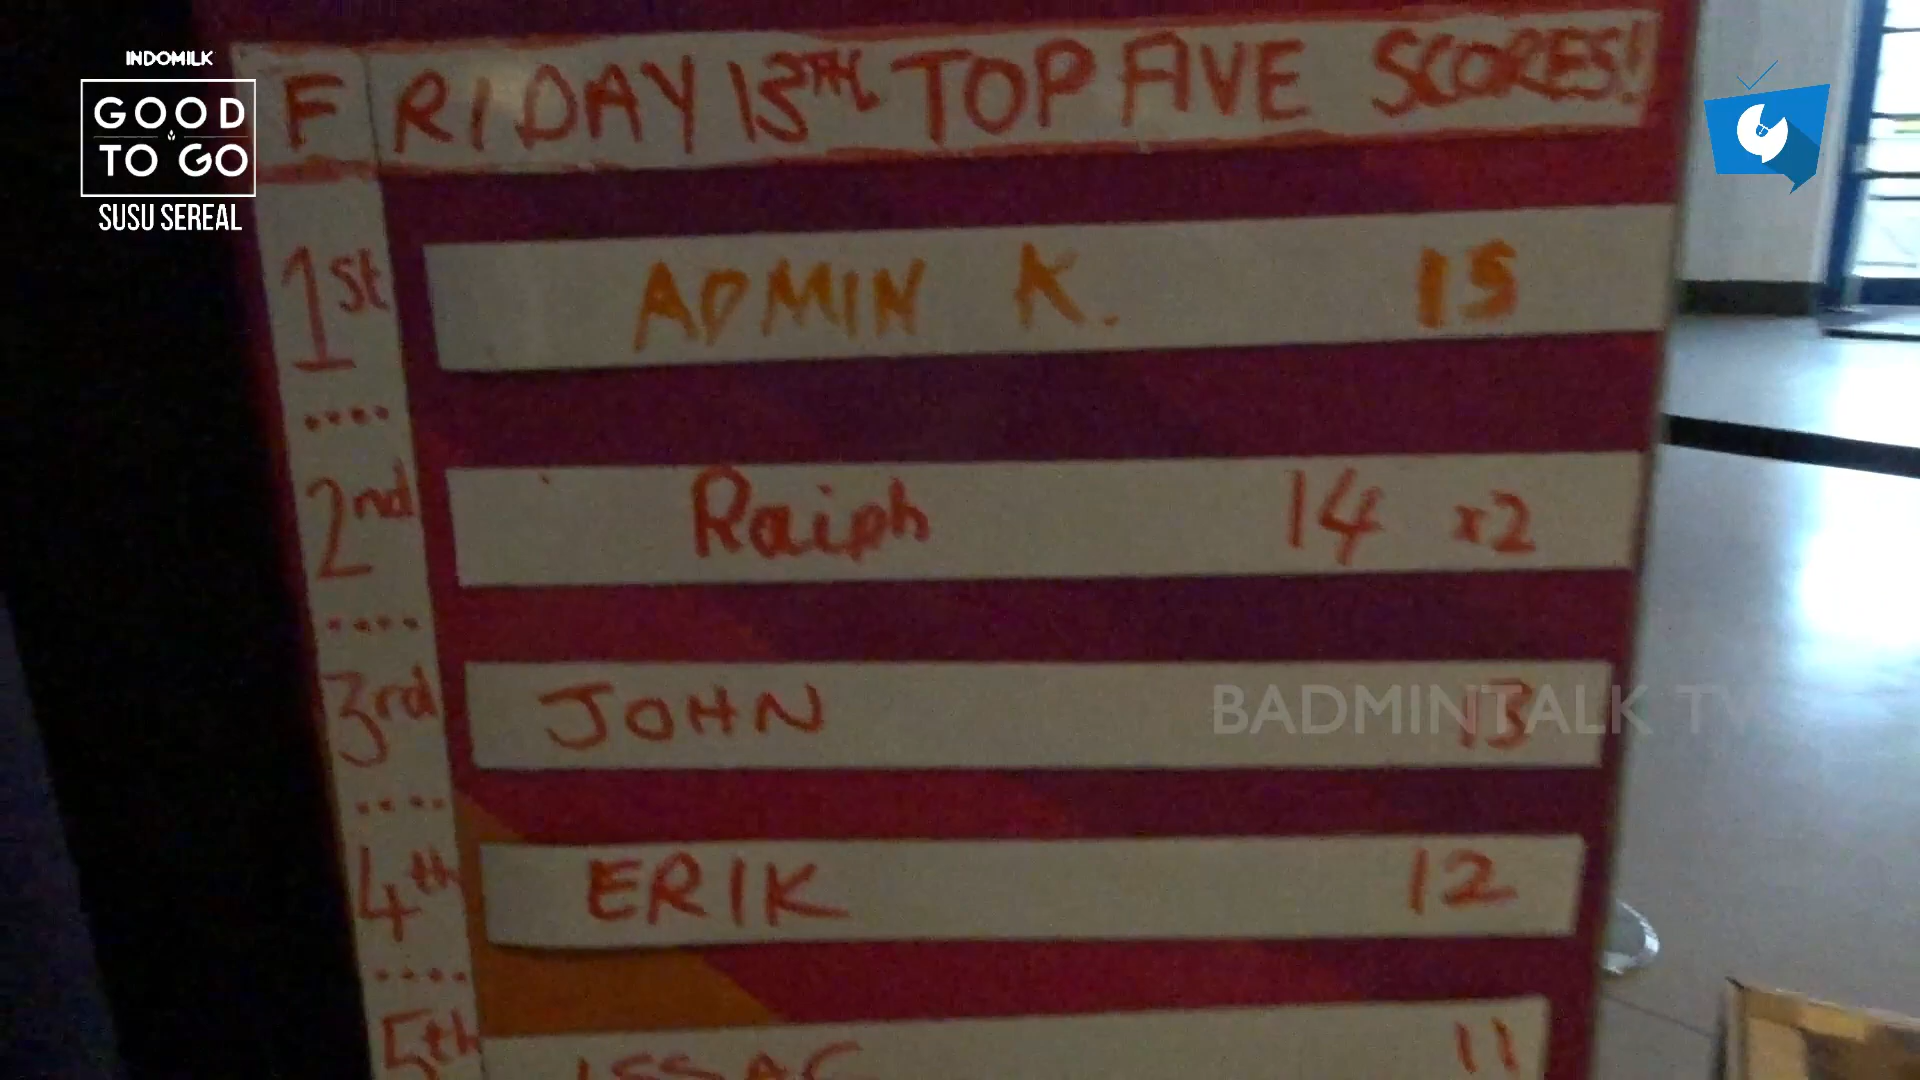 INDOMILK
GOOD
TO GO
SUSU SEREAL
FRIDAY 13TH TOP FIVE SCORES!
1st ADMIN K. 15
2nd Ralph 14 x2
3rd JOHN 13
BADMINTALK TV
4th ERIK 12
5th ISSAC 11